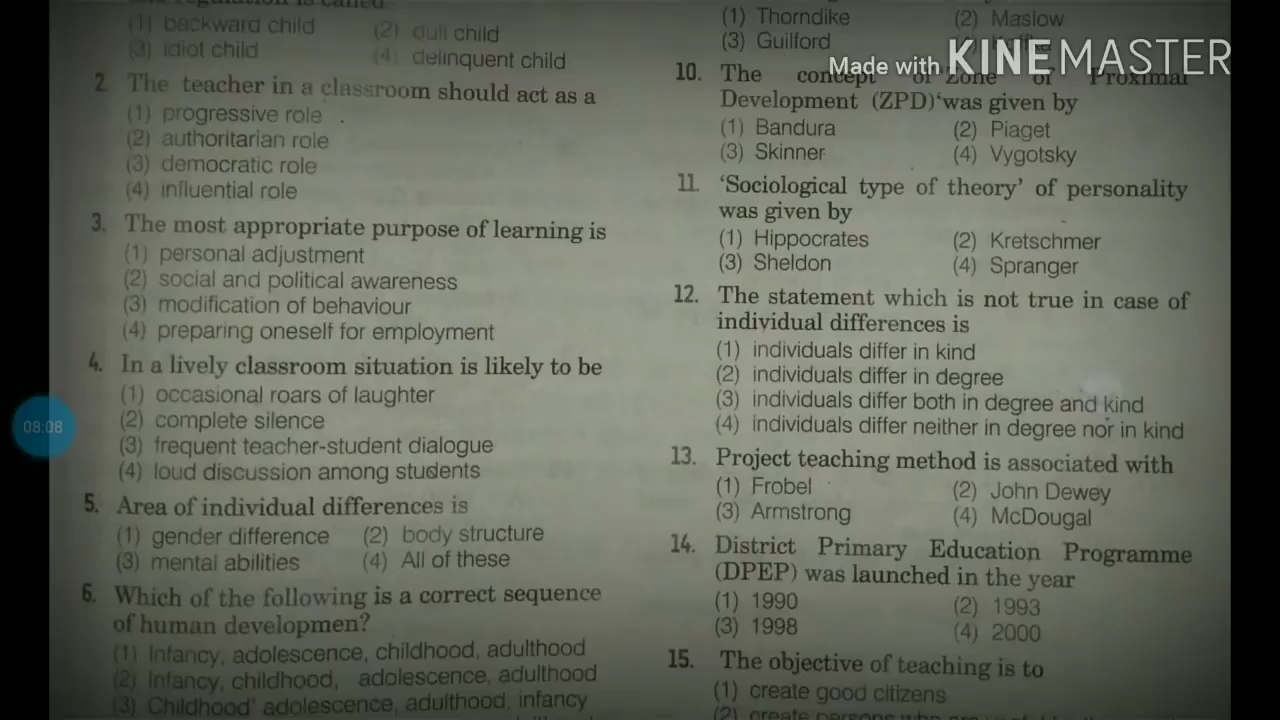 is called
(1) backward child (2) dull child
(3) idiot child (4) delinquent child
2. The teacher in a classroom should act as a
(1) progressive role
(2) authoritarian role
(3) democratic role
(4) influential role
3. The most appropriate purpose of learning is
(1) personal adjustment
(2) social and political awareness
(3) modification of behaviour
(4) preparing oneself for employment
4. In a lively classroom situation is likely to be
(1) occasional roars of laughter
(2) complete silence
(3) frequent teacher-student dialogue
(4) loud discussion among students
5. Area of individual differences is
(1) gender difference (2) body structure
(3) mental abilities (4) All of these
6. Which of the following is a correct sequence
of human developmen?
(1) Infancy, adolescence, childhood, adulthood
(2) Infancy, childhood, adolescence, adulthood
(3) Childhood' adolescence, adulthood, infancy
(1) Thorndike (2) Maslow
(3) Guilford
10. The concept of 'Zone of Proximal
Development (ZPD)‘was given by
(1) Bandura (2) Piaget
(3) Skinner (4) Vygotsky
11. ‘Sociological type of theory’ of personality
was given by
(1) Hippocrates (2) Kretschmer
(3) Sheldon (4) Spranger
12. The statement which is not true in case of
individual differences is
(1) individuals differ in kind
(2) individuals differ in degree
(3) individuals differ both in degree and kind
(4) individuals differ neither in degree nor in kind
13. Project teaching method is associated with
(1) Frobel (2) John Dewey
(3) Armstrong (4) McDougal
14. District Primary Education Programme
(DPEP) was launched in the year
(1) 1990 (2) 1993
(3) 1998 (4) 2000
15. The objective of teaching is to
(1) create good citizens
(2) create persons who are
Made with KINEMASTER
08:08